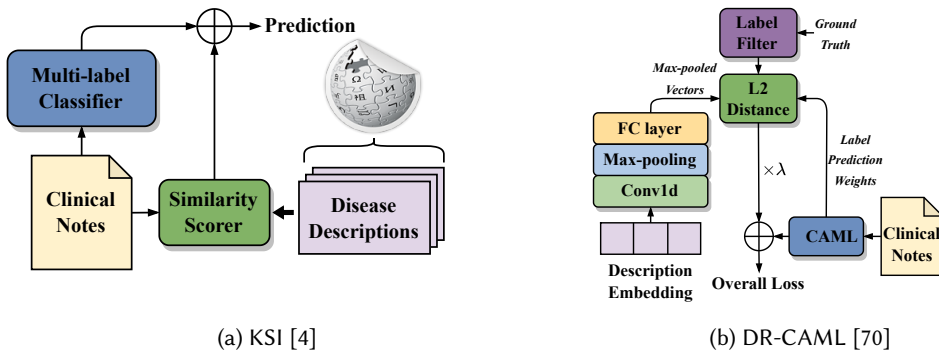 Prediction
Multi-label
Classifier
Clinical
Notes
Similarity
Scorer
Disease
Descriptions
(a) KSI [4]
Label
Filter
Ground
Truth
Max-pooled
Vectors
L2
Distance
FC layer
Max-pooling
Conv1d
Label
Prediction
Weights
×λ
CAML
Clinical
Notes
Description
Embedding
Overall Loss
(b) DR-CAML [70]